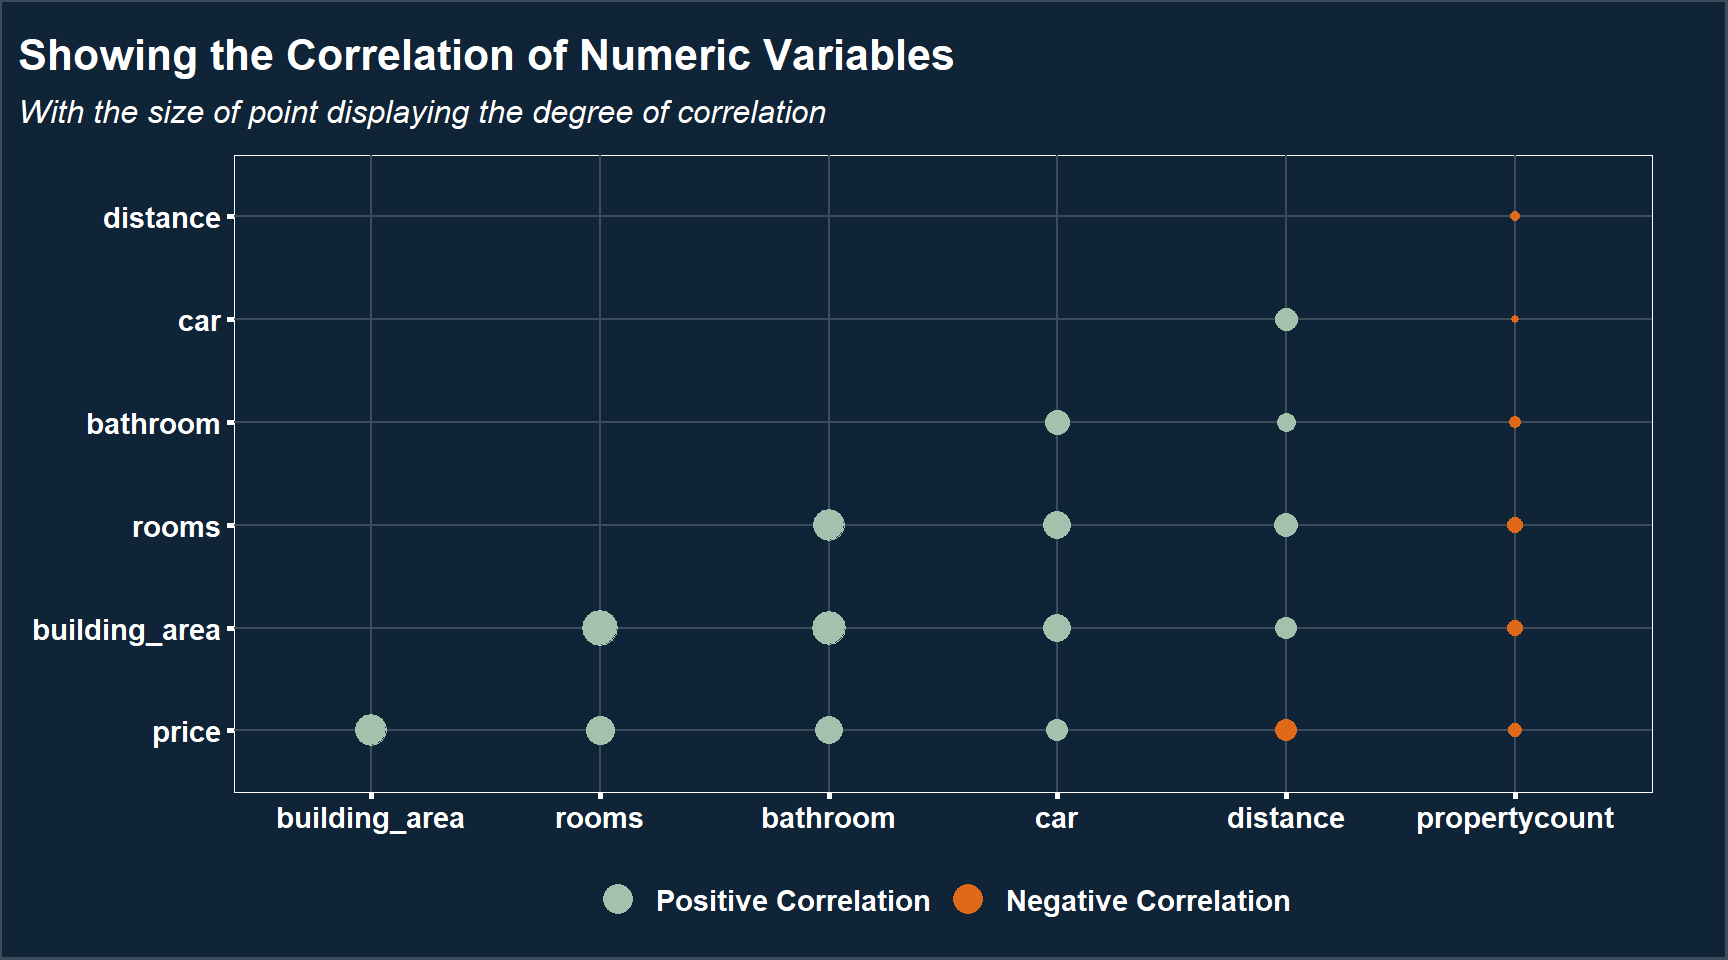 Showing the Correlation of Numeric Variables
With the size of point displaying the degree of correlation
distance
car
bathroom
rooms
building_area
price
building_area rooms bathroom car distance propertycount
Positive Correlation Negative Correlation